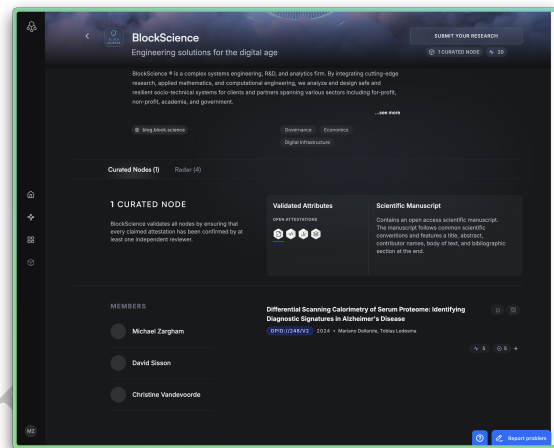 BlockScience
Engineering solutions for the digital age
SUBMIT YOUR RESEARCH
1 CURATED NODE
20
BlockScience ® is a complex systems engineering, R&D, and analytics firm. By integrating cutting-edge
research, applied mathematics, and computational engineering, we analyze and design safe and
resilient socio-technical systems for clients and partners spanning various sectors including for-profit,
non-profit, academia, and government.
...see more
blog.block.science
Governance
Economics
Digital Infrastructure
Curated Nodes (1)
Radar (4)
1 CURATED NODE
BlockScience validates all nodes by ensuring that
every claimed attestation has been confirmed by at
least one independent reviewer.
Validated Attributes
OPEN ATTESTATIONS
Scientific Manuscript
Contains an open access scientific manuscript.
The manuscript follows common scientific
conventions and features a title, abstract,
contributor names, body of text, and bibliographic
section at the end.
MEMBERS
Michael Zargham
David Sisson
Christine Vandevoorde
Differential Scanning Calorimetry of Serum Proteome: Identifying
Diagnostic Signatures in Alzheimer's Disease
DPID://248/V2 2024 • Mariano Dellarole, Tobias Ledesma
5
5
MZ
Report problem